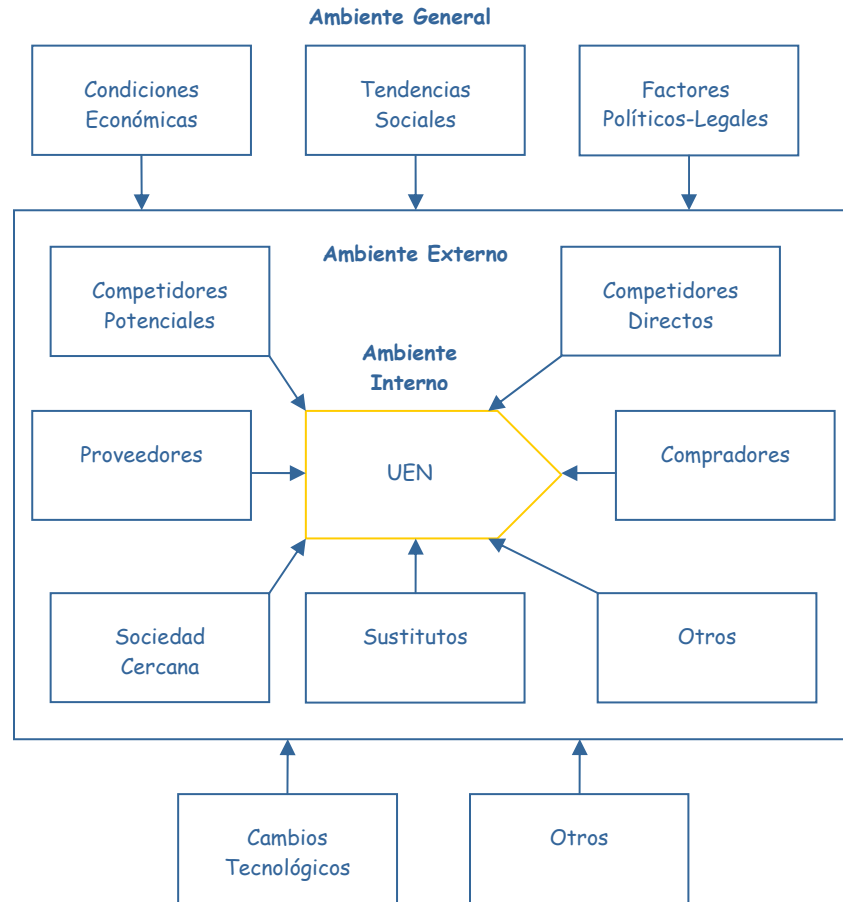 Ambiente General
Condiciones
Económicas
Tendencias
Sociales
Factores
Políticos-Legales
Ambiente Externo
Competidores
Potenciales
Competidores
Directos
Ambiente
Interno
Proveedores
UEN
Compradores
Sociedad
Cercana
Sustitutos
Otros
Cambios
Tecnológicos
Otros